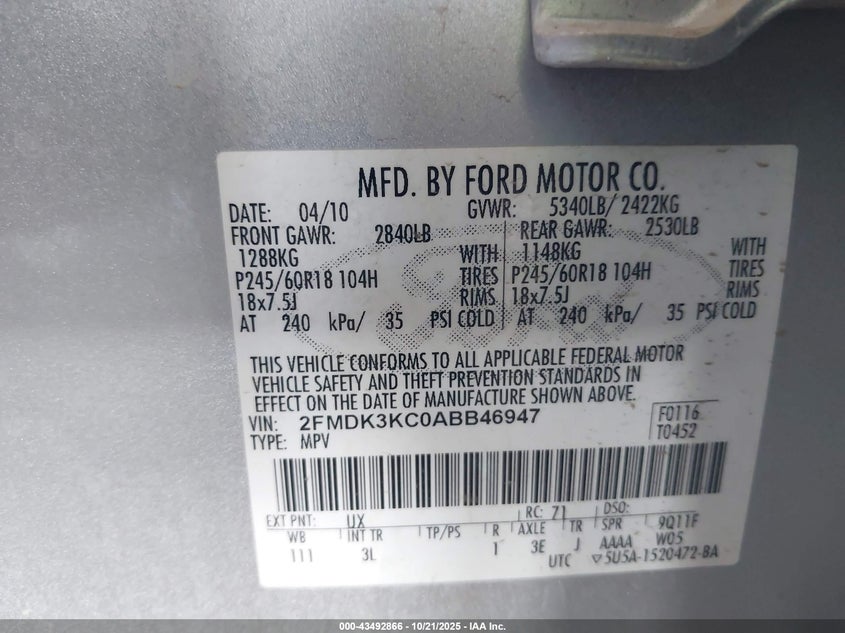 MFD. BY FORD MOTOR CO.
DATE: 04/10 GVWR: 5340LB/ 2422KG
FRONT GAWR: 2840LB REAR GAWR: 2530LB
1288KG WITH 1148KG WITH
P245/60R18 104H TIRES P245/60R18 104H TIRES
18x7.5J RIMS 18x7.5J RIMS
AT 240 kPa/ 35 PSI COLD AT 240 kPa/ 35 PSI COLD
THIS VEHICLE CONFORMS TO ALL APPLICABLE FEDERAL MOTOR
VEHICLE SAFETY AND THEFT PREVENTION STANDARDS IN
EFFECT ON THE DATE OF MANUFACTURE SHOWN ABOVE.
VIN: 2FMDK3KC0ABB46947 F0116
TYPE: MPV T0452
EXT PNT: UX RC: 71 DSO:
WB INT TR TP/PS R AXLE TR SPR 9Q11F
111 3L 1 3E J AAAA W05
UTC ▽5U5A-1520472-BA
000-43492866 - 10/21/2025 - IAA Inc.